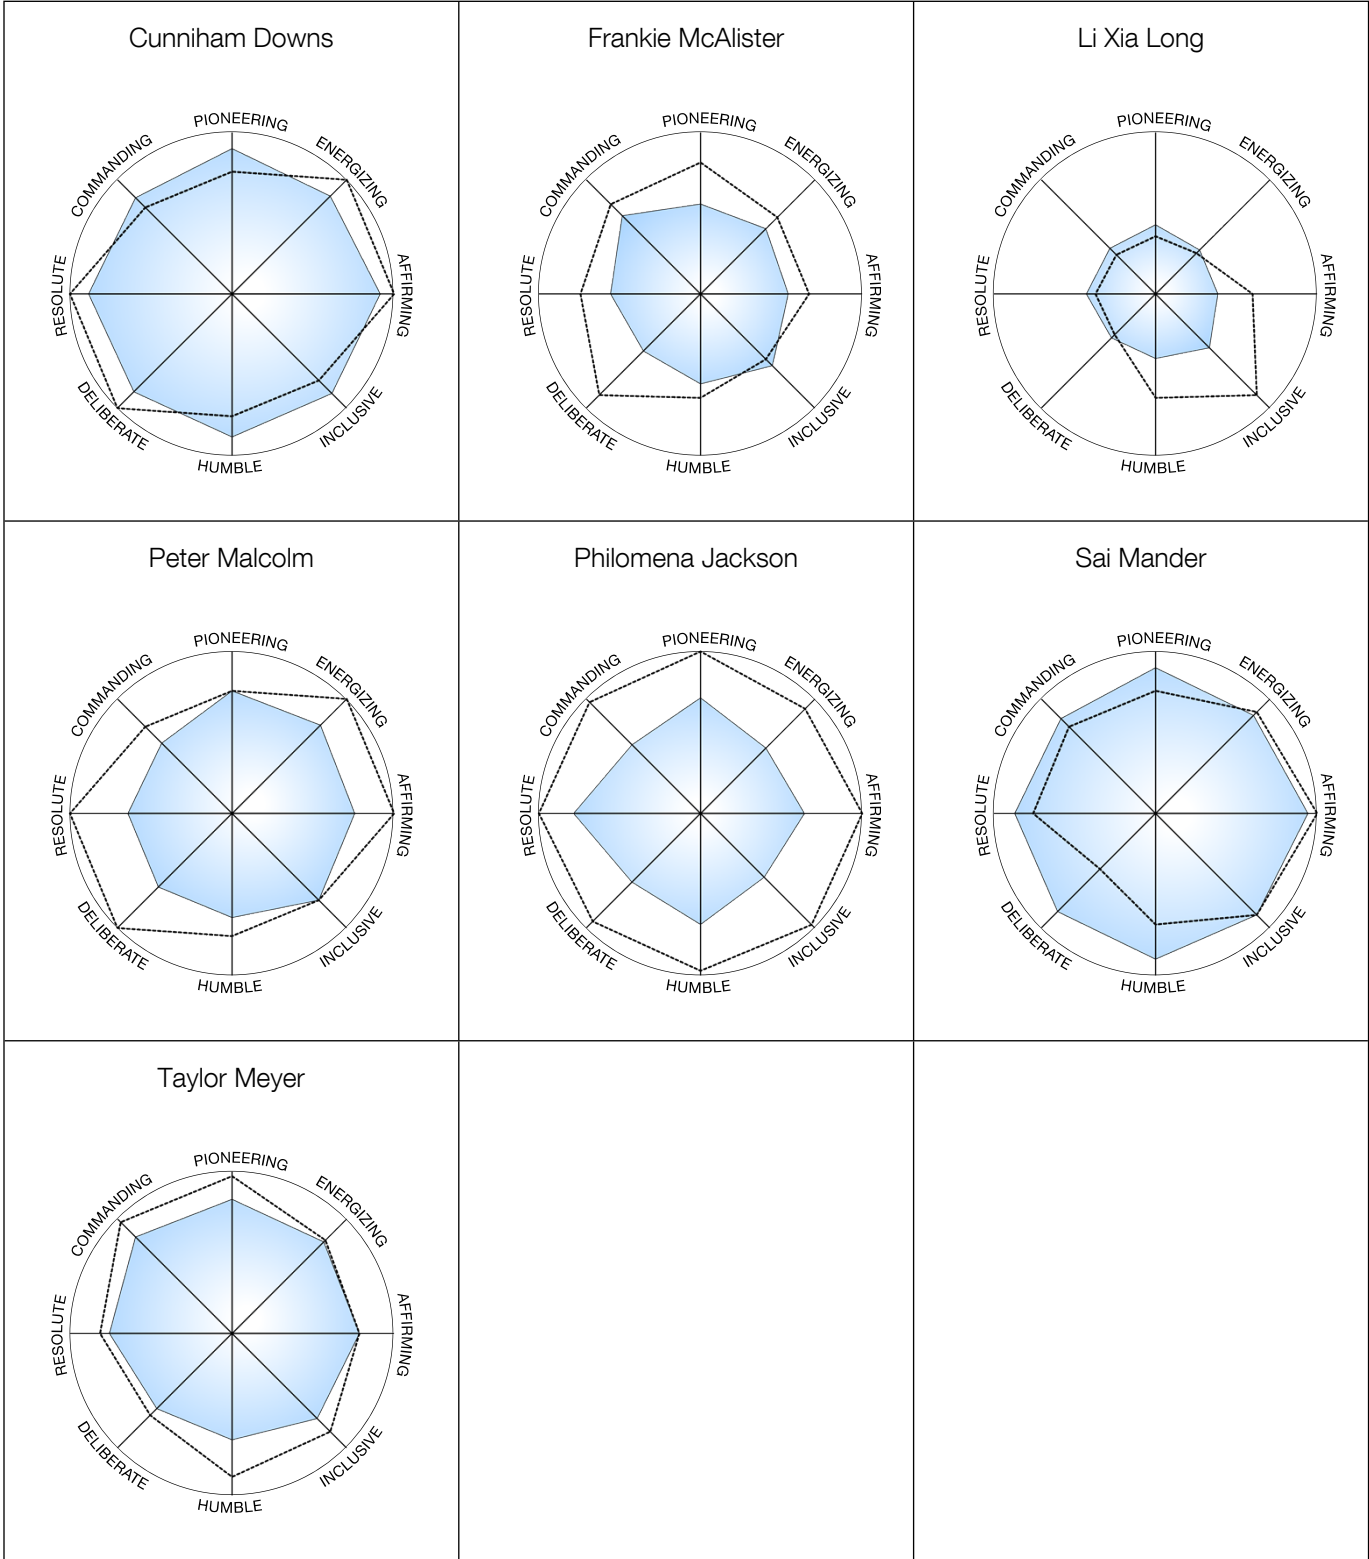 Cunniham Downs
PIONEERING
ENERGIZING
AFFIRMING
INCLUSIVE
HUMBLE
DELIBERATE
RESOLUTE
COMMANDING
Frankie McAlister
PIONEERING
ENERGIZING
AFFIRMING
INCLUSIVE
HUMBLE
DELIBERATE
RESOLUTE
COMMANDING
Li Xia Long
PIONEERING
ENERGIZING
AFFIRMING
INCLUSIVE
HUMBLE
DELIBERATE
RESOLUTE
COMMANDING
Peter Malcolm
PIONEERING
ENERGIZING
AFFIRMING
INCLUSIVE
HUMBLE
DELIBERATE
RESOLUTE
COMMANDING
Philomena Jackson
PIONEERING
ENERGIZING
AFFIRMING
INCLUSIVE
HUMBLE
DELIBERATE
RESOLUTE
COMMANDING
Sai Mander
PIONEERING
ENERGIZING
AFFIRMING
INCLUSIVE
HUMBLE
DELIBERATE
RESOLUTE
COMMANDING
Taylor Meyer
PIONEERING
ENERGIZING
AFFIRMING
INCLUSIVE
HUMBLE
DELIBERATE
RESOLUTE
COMMANDING